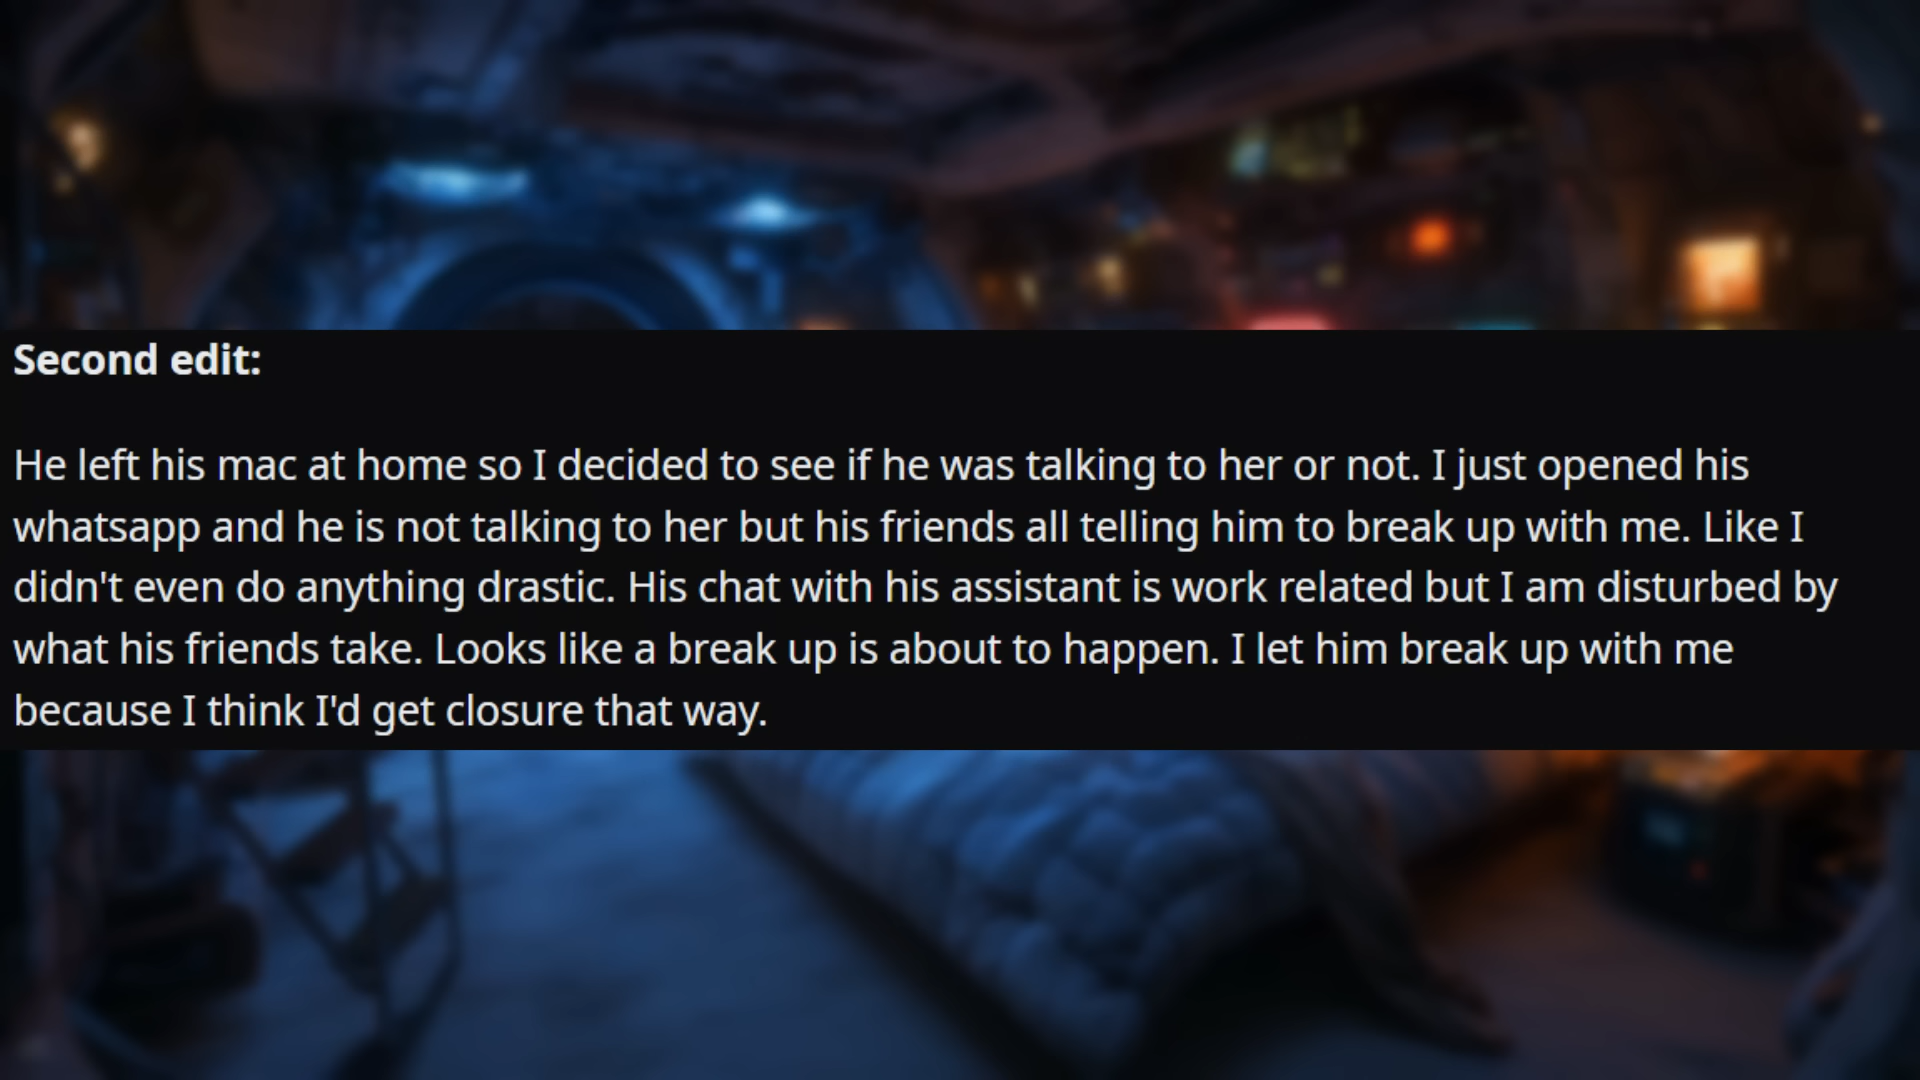 Second edit:
He left his mac at home so I decided to see if he was talking to her or not. I just opened his
whatsapp and he is not talking to her but his friends all telling him to break up with me. Like I
didn't even do anything drastic. His chat with his assistant is work related but I am disturbed by
what his friends take. Looks like a break up is about to happen. I let him break up with me
because I think I'd get closure that way.